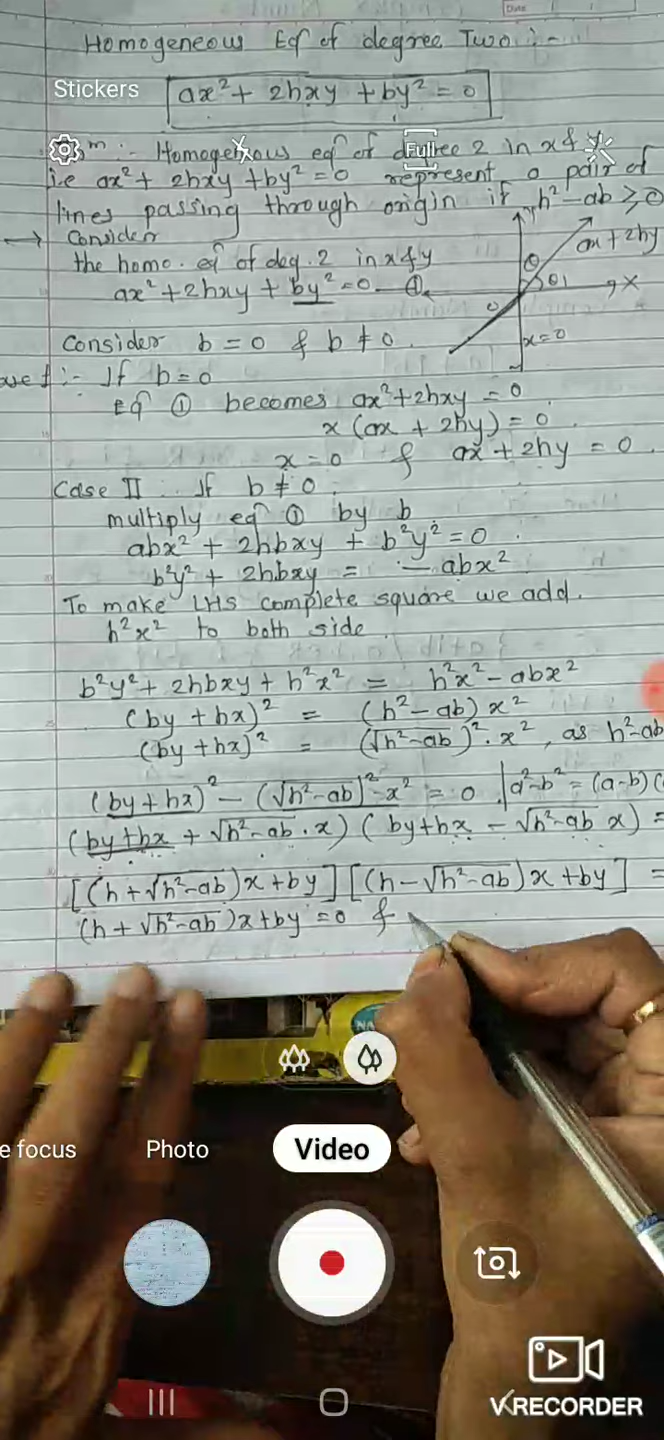 Date
Homogeneous Eq of degree Two :-
Stickers
ax² + 2hxy + by² = 0
m :- Homogenous eq of degree 2 in x & y
Full
i.e ax² + 2hxy + by² = 0 represent a pair of
lines passing through origin if h² - ab ≥ 0
→ Consider
the homo. eq of deg. 2 in x & y
ax² + 2hxy + by² = 0 - ①
ax + 2hy
Y
θ
θ1
X
0
x = 0
Consider b = 0 & b ≠ 0.
:- If b = 0
Eq ① becomes ax² + 2hxy = 0
x (ax + 2hy) = 0
x = 0 & ax + 2hy = 0.
Case II : If b ≠ 0.
multiply eq ① by b
abx² + 2hbxy + b²y² = 0
b²y² + 2hbxy = - abx²
To make LHS complete square we add.
h²x² to both side.
b²y² + 2hbxy + h²x² = h²x² - abx²
(by + hx)² = (h² - ab) x²
(by + hx)² = (√h²-ab)² . x² , as h²-ab
(by + hx)² - (√h²-ab)² x² = 0 . | a²-b² = (a-b)(
(by + hx + √h²-ab . x) ( by + hx - √h²-ab x) =
[(h + √h²-ab)x + by] [(h - √h²-ab)x + by] =
(h + √h²-ab)x + by = 0 &
e focus
Photo
Video
VRECORDER